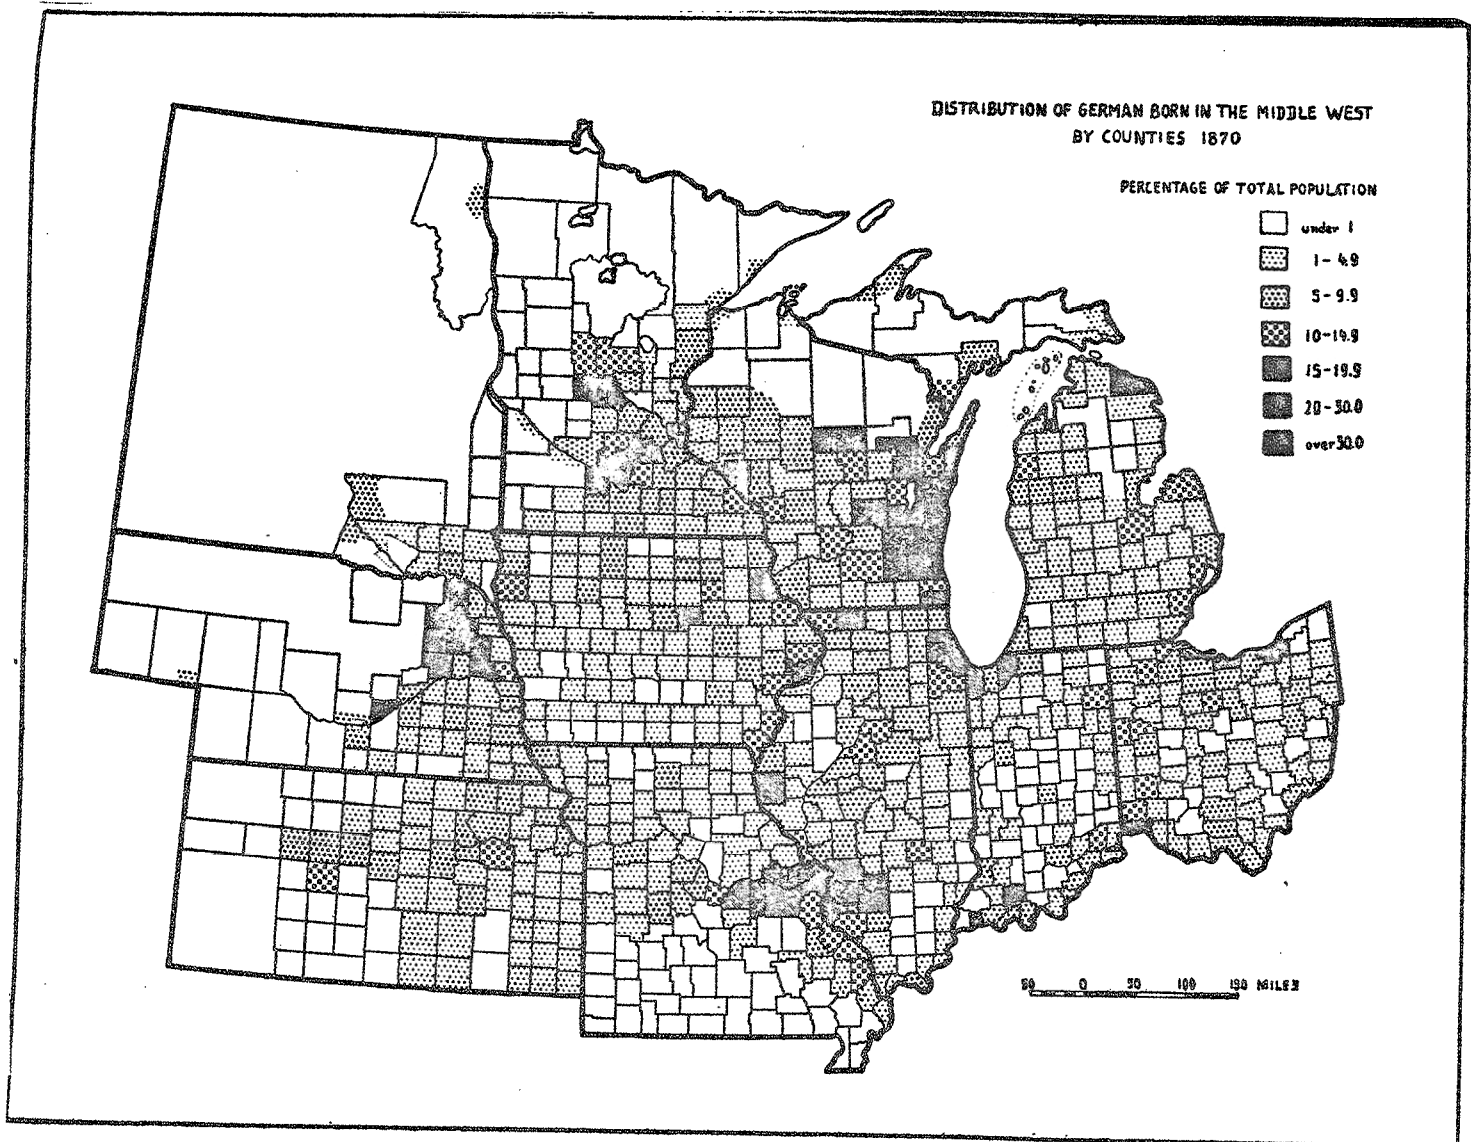 DISTRIBUTION OF GERMAN BORN IN THE MIDDLE WEST
BY COUNTIES 1870
PERCENTAGE OF TOTAL POPULATION
under 1
1-4.9
5-9.9
10-14.9
15-19.9
20-30.0
over 30.0
50 0 50 100 150 MILES